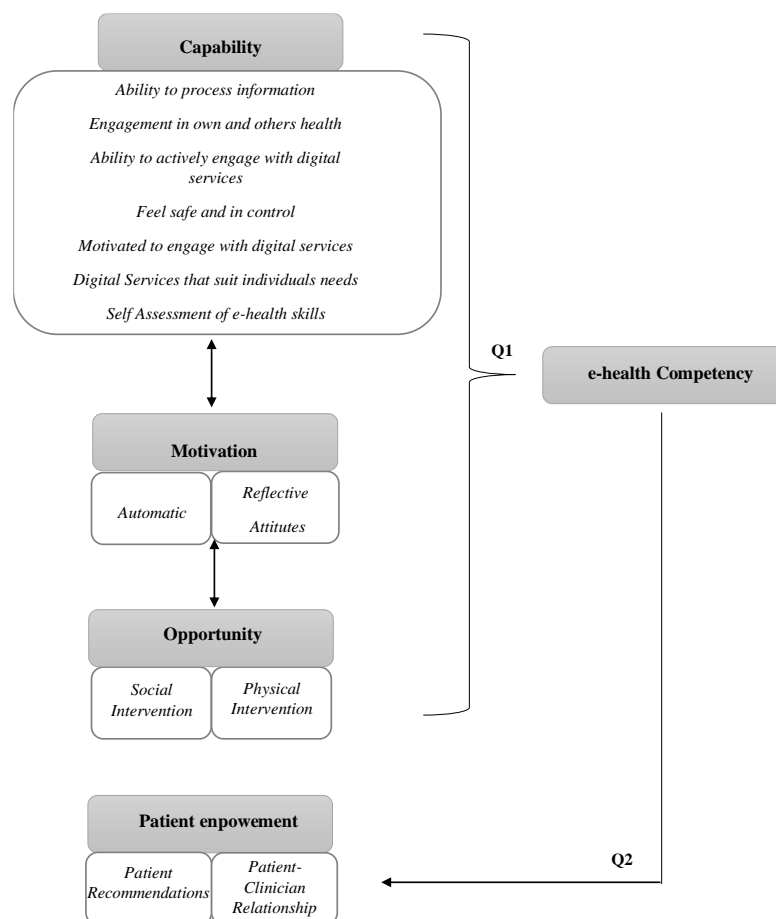 Capability
Ability to process information
Engagement in own and others health
Ability to actively engage with digital
services
Feel safe and in control
Motivated to engage with digital services
Digital Services that suit individuals needs
Self Assessment of e-health skills
Q1
e-health Competency
Motivation
Automatic
Reflective
Attitutes
Opportunity
Social
Intervention
Physical
Intervention
Patient enpowement
Q2
Patient
Recommendations
Patient-
Clinician
Relationship